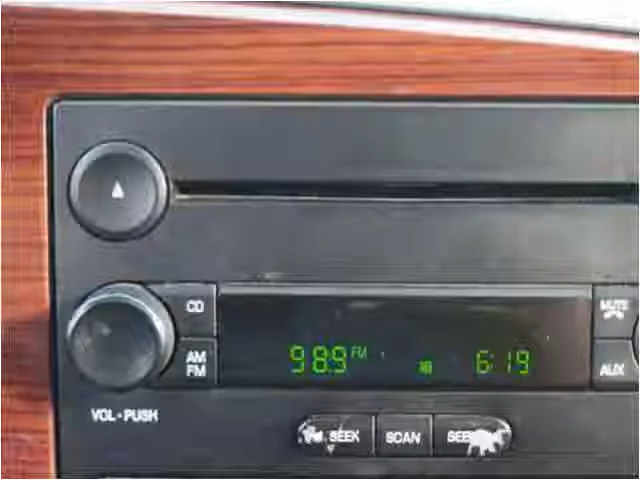 CD
MUTE
98.9 FM 6:19
AM
FM
AUX
VOL - PUSH
SEEK SCAN SEEK